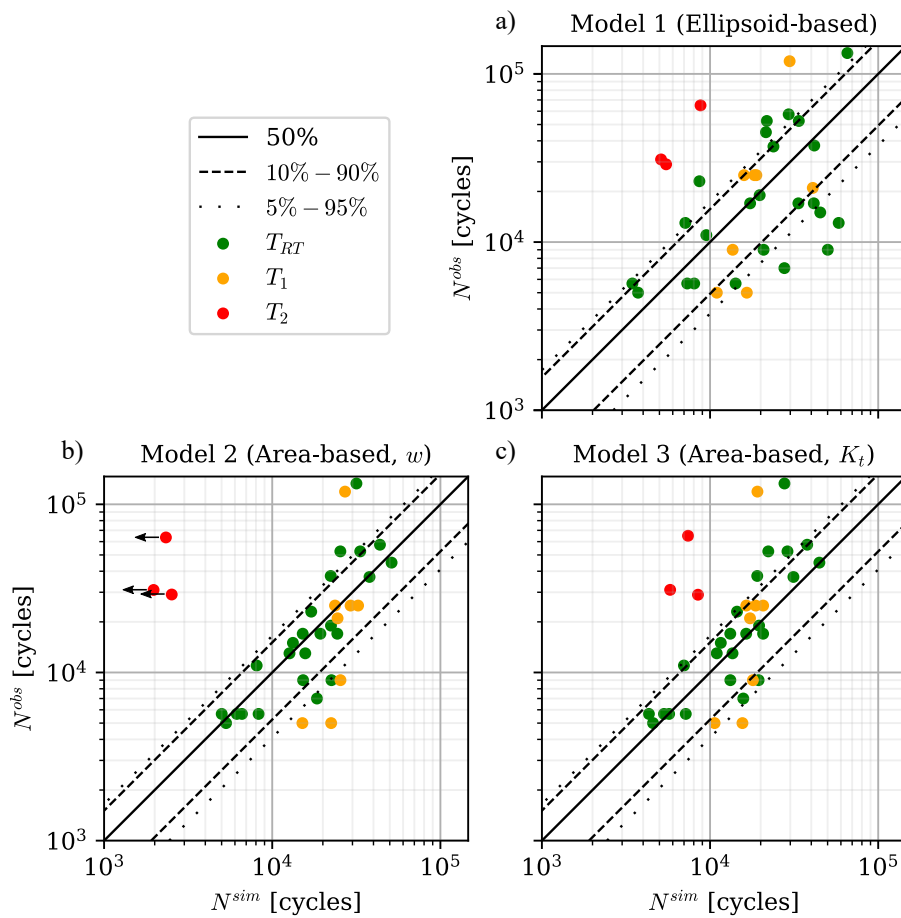 a) Model 1 (Ellipsoid-based)
50%
10% − 90%
5% − 95%
T_{RT}
T_1
T_2
10^5
10^4
10^3
N^{obs} [cycles]
b) Model 2 (Area-based, w)
c) Model 3 (Area-based, K_t)
10^5
10^4
10^3
N^{obs} [cycles]
10^3 10^4 10^5
10^3 10^4 10^5
N^{sim} [cycles]
N^{sim} [cycles]